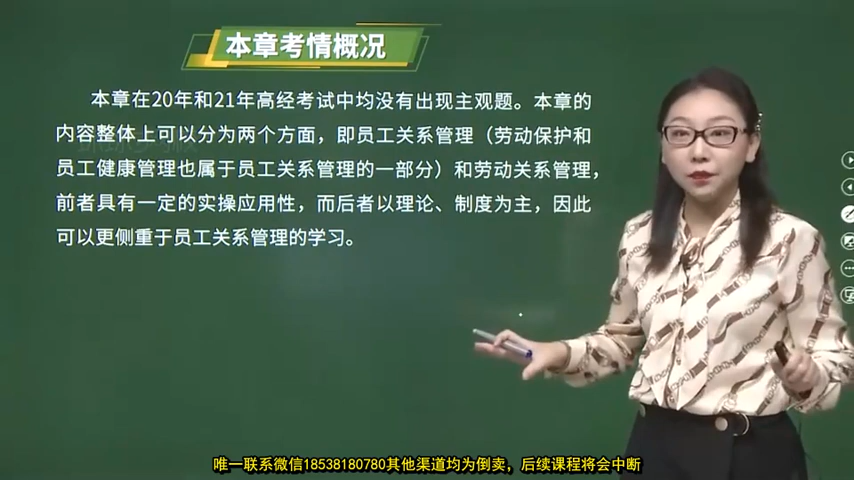 本章考情概况
本章在20年和21年高经考试中均没有出现主观题。本章的
内容整体上可以分为两个方面，即员工关系管理（劳动保护和
员工健康管理也属于员工关系管理的一部分）和劳动关系管理，
前者具有一定的实操应用性，而后者以理论、制度为主，因此
可以更侧重于员工关系管理的学习。
唯一联系微信18538180780其他渠道均为倒卖，后续课程将会中断